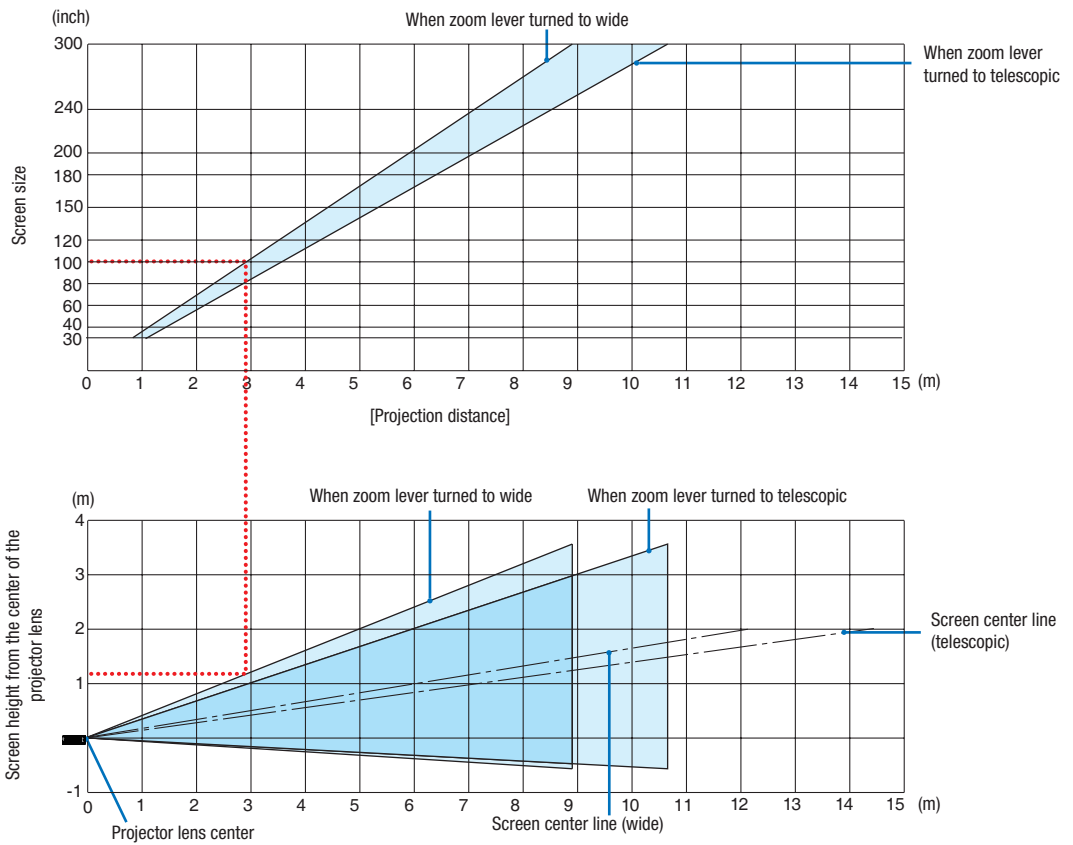 (inch)
When zoom lever turned to wide
When zoom lever
turned to telescopic
300
240
200
180
150
120
100
80
60
40
30
Screen size
0 1 2 3 4 5 6 7 8 9 10 11 12 13 14 15 (m)
[Projection distance]
(m)
When zoom lever turned to wide
When zoom lever turned to telescopic
4
3
2
1
0
-1
Screen height from the center of the
projector lens
Screen center line
(telescopic)
0 1 2 3 4 5 6 7 8 9 10 11 12 13 14 15 (m)
Projector lens center
Screen center line (wide)